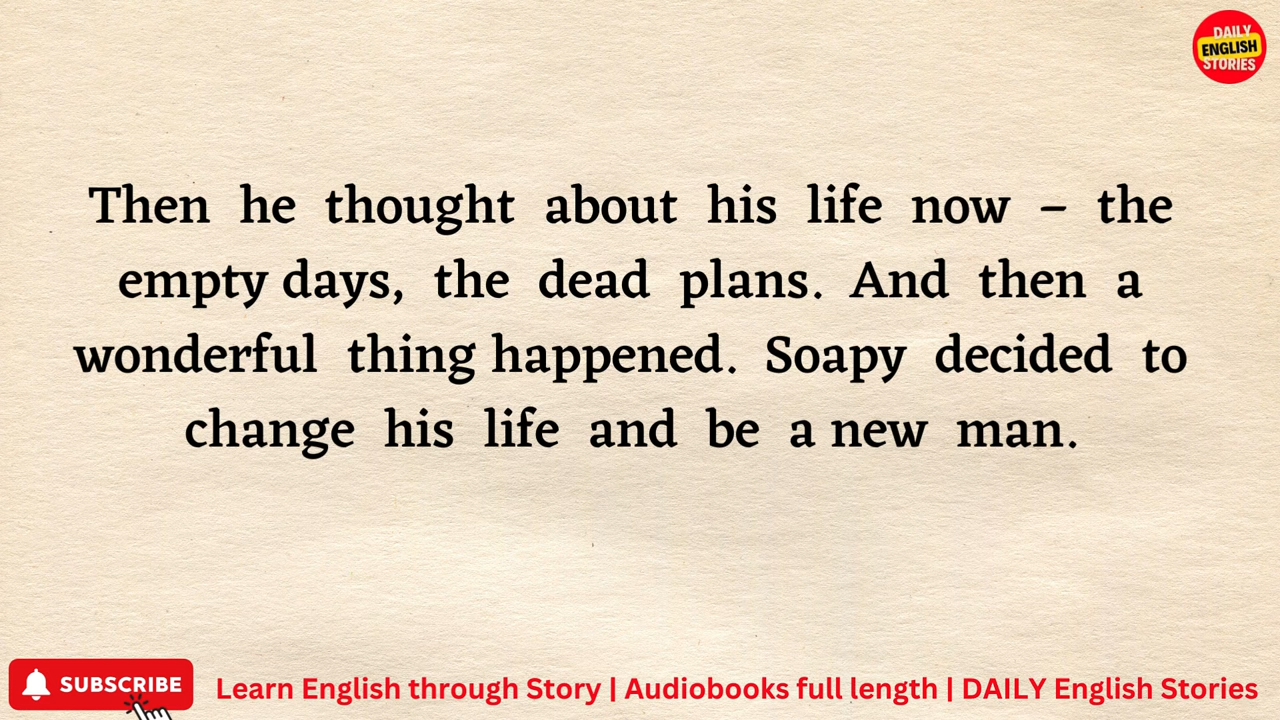 DAILY
ENGLISH
STORIES
Then he thought about his life now – the
empty days, the dead plans. And then a
wonderful thing happened. Soapy decided to
change his life and be a new man.
SUBSCRIBE
Learn English through Story | Audiobooks full length | DAILY English Stories